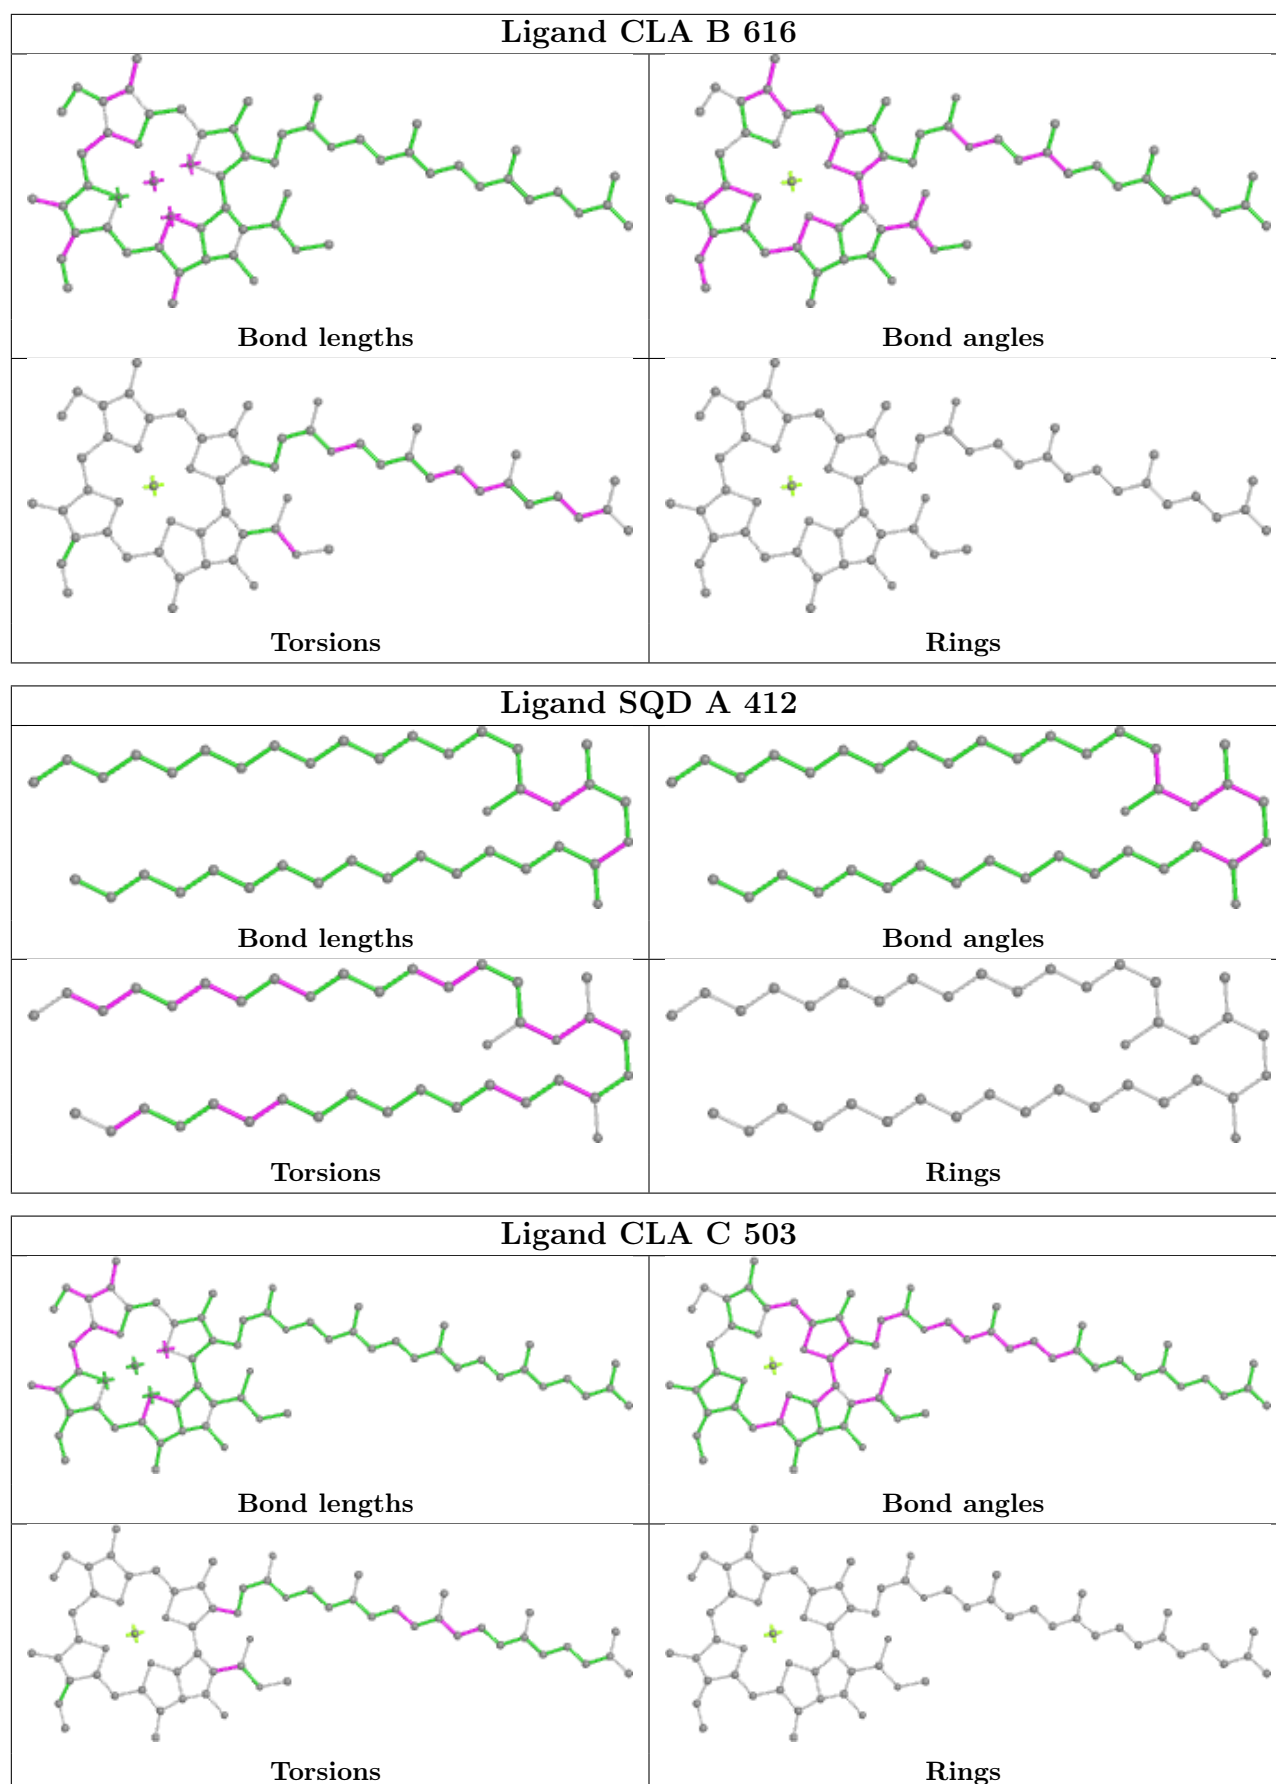 Ligand CLA B 616
Bond lengths
Bond angles
Torsions
Rings
Ligand SQD A 412
Bond lengths
Bond angles
Torsions
Rings
Ligand CLA C 503
Bond lengths
Bond angles
Torsions
Rings